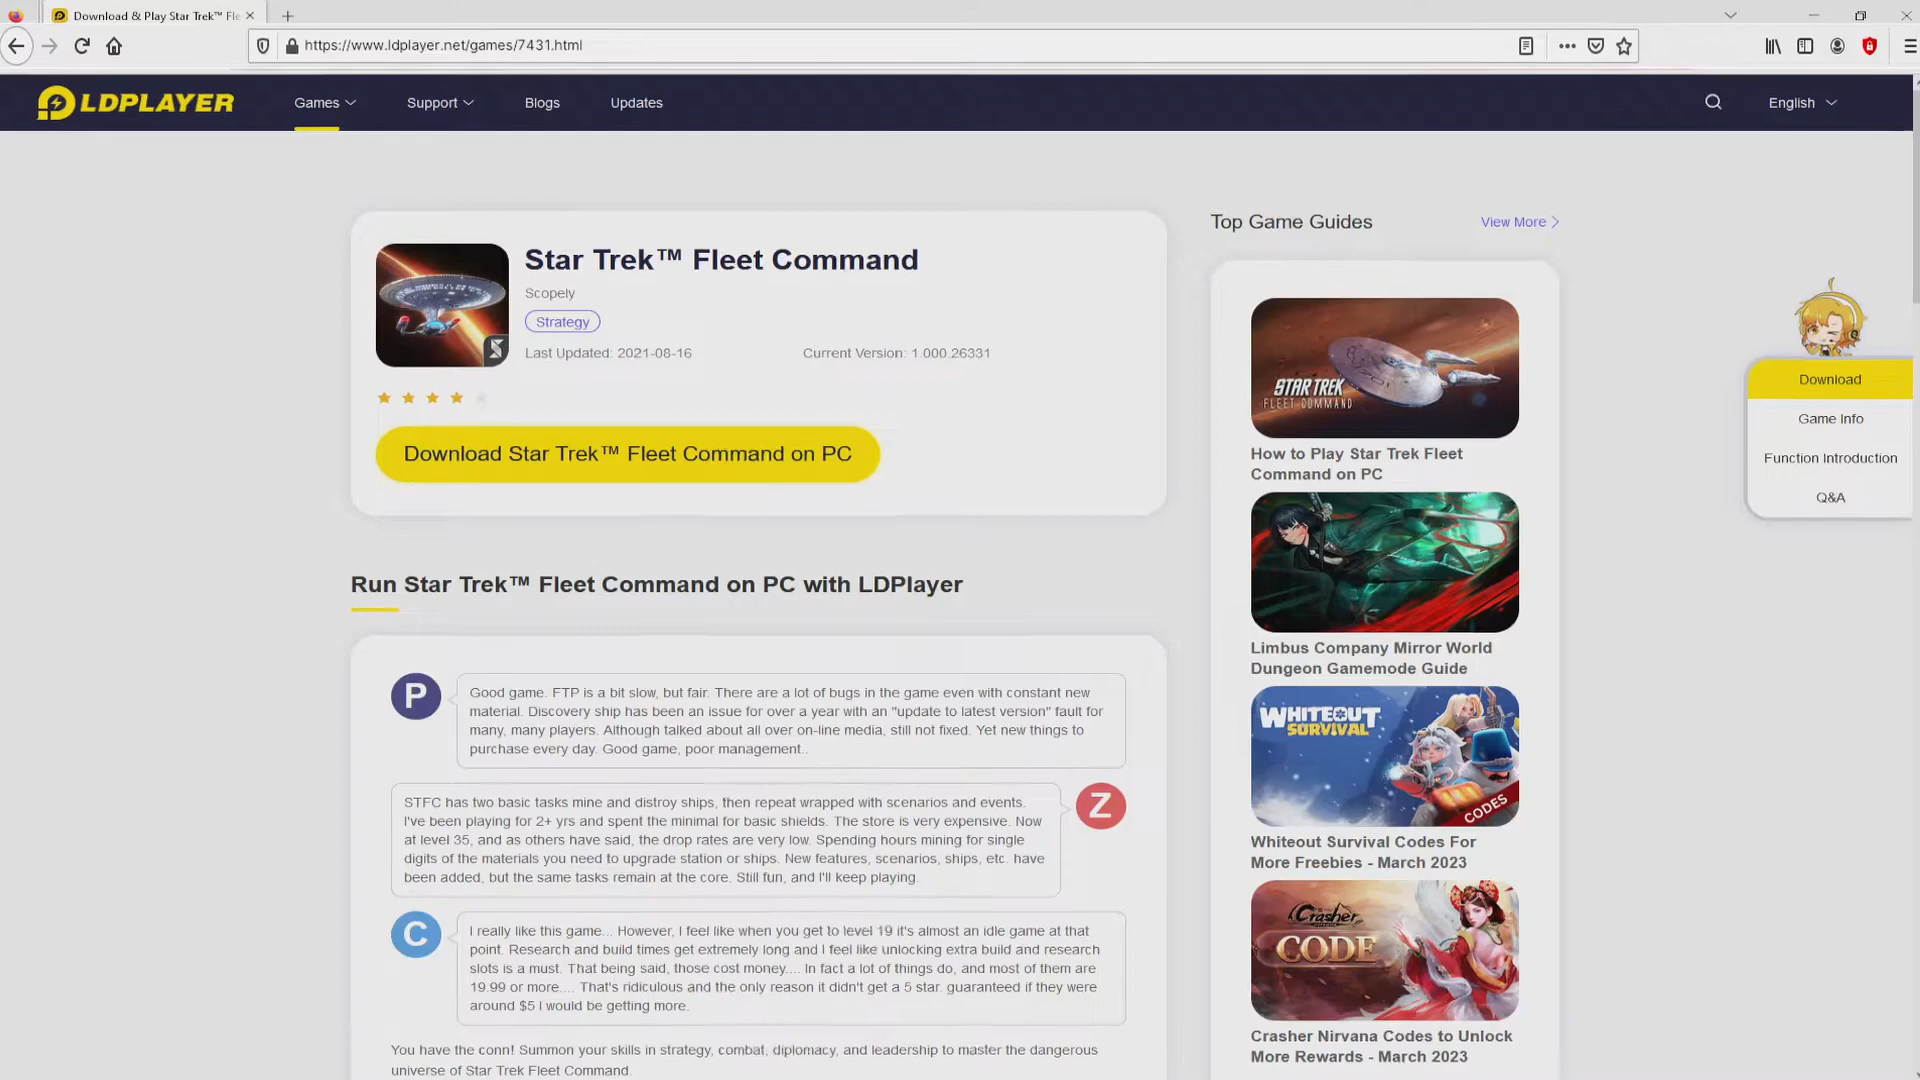 Download & Play Star Trek™ Fle
https://www.ldplayer.net/games/7431.html
LDPLAYER
Games
Support
Blogs
Updates
English
Star Trek™ Fleet Command
Scopely
Strategy
Last Updated: 2021-08-16
Current Version: 1.000.26331
Download Star Trek™ Fleet Command on PC
Run Star Trek™ Fleet Command on PC with LDPlayer
P
Good game. FTP is a bit slow, but fair. There are a lot of bugs in the game even with constant new
material. Discovery ship has been an issue for over a year with an "update to latest version" fault for
many, many players. Although talked about all over on-line media, still not fixed. Yet new things to
purchase every day. Good game, poor management..
STFC has two basic tasks mine and distroy ships, then repeat wrapped with scenarios and events.
I've been playing for 2+ yrs and spent the minimal for basic shields. The store is very expensive. Now
at level 35, and as others have said, the drop rates are very low. Spending hours mining for single
digits of the materials you need to upgrade station or ships. New features, scenarios, ships, etc. have
been added, but the same tasks remain at the core. Still fun, and I'll keep playing.
Z
C
I really like this game... However, I feel like when you get to level 19 it's almost an idle game at that
point. Research and build times get extremely long and I feel like unlocking extra build and research
slots is a must. That being said, those cost money.... In fact a lot of things do, and most of them are
19.99 or more.... That's ridiculous and the only reason it didn't get a 5 star. guaranteed if they were
around $5 I would be getting more.
You have the conn! Summon your skills in strategy, combat, diplomacy, and leadership to master the dangerous
universe of Star Trek Fleet Command.
Top Game Guides
View More
STAR TREK
FLEET COMMAND
How to Play Star Trek Fleet
Command on PC
Limbus Company Mirror World
Dungeon Gamemode Guide
WHITEOUT
SURVIVAL
CODES
Whiteout Survival Codes For
More Freebies - March 2023
Crasher
CODE
Crasher Nirvana Codes to Unlock
More Rewards - March 2023
Download
Game Info
Function Introduction
Q&A